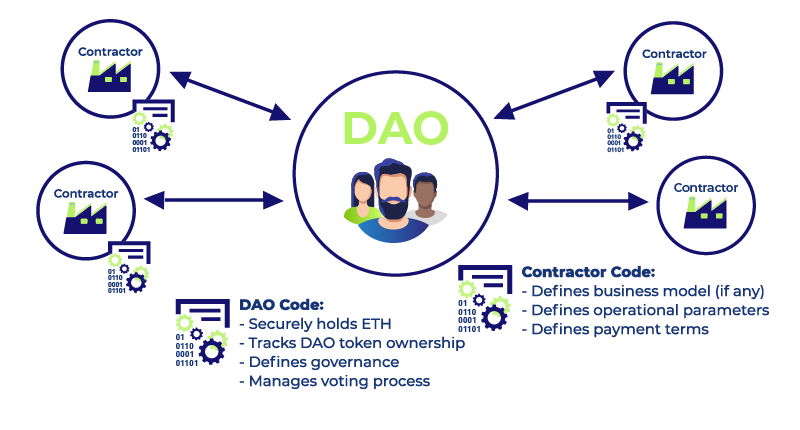 Contractor
Contractor
DAO
01
0110
0001
01101
01
0110
0001
01101
Contractor
Contractor
01
0110
0001
01101
Contractor Code:
- Defines business model (if any)
- Defines operational parameters
- Defines payment terms
01
0110
0001
01101
DAO Code:
- Securely holds ETH
- Tracks DAO token ownership
- Defines governance
- Manages voting process
01
0110
0001
01101